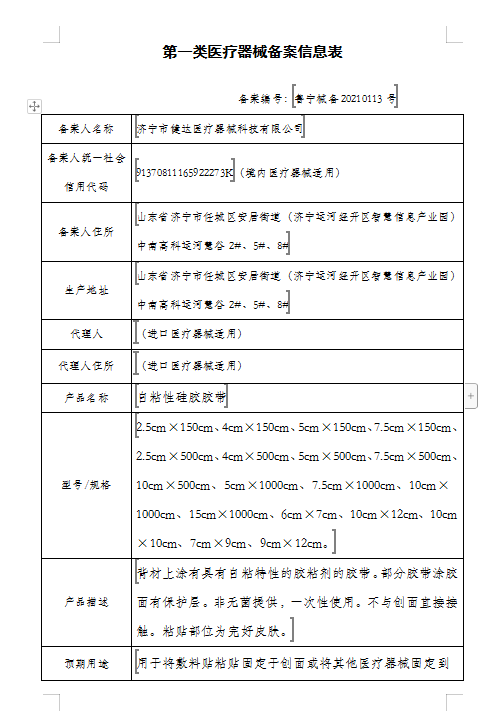 第一类医疗器械备案信息表
备案编号：鲁宁械备 20210113 号
备案人名称 济宁市健达医疗器械科技有限公司
备案人统一社会
信用代码
9137081116592​2273K（境内医疗器械适用）
备案人住所
山东省济宁市任城区安居街道（济宁运河经开区智慧信息产业园）
中南高科运河慧谷 2#、5#、8#
生产地址
山东省济宁市任城区安居街道（济宁运河经开区智慧信息产业园）
中南高科运河慧谷 2#、5#、8#
代理人 （进口医疗器械适用）
代理人住所 （进口医疗器械适用）
产品名称 自粘性硅胶胶带
型号/规格
2.5cm×150cm、4cm×150cm、5cm×150cm、7.5cm×150cm、
2.5cm×500cm、4cm×500cm、5cm×500cm、7.5cm×500cm、
10cm×500cm、5cm×1000cm、7.5cm×1000cm、10cm×
1000cm、15cm×1000cm、6cm×7cm、10cm×12cm、10cm
×10cm、7cm×9cm、9cm×12cm。
产品描述
背材上涂有具有自粘特性的胶粘剂的胶带。部分胶带涂胶
面有保护层。非无菌提供，一次性使用。不与创面直接接
触。粘贴部位为完好皮肤。
预期用途 用于将敷料贴粘贴固定于创面或将其他医疗器械固定到